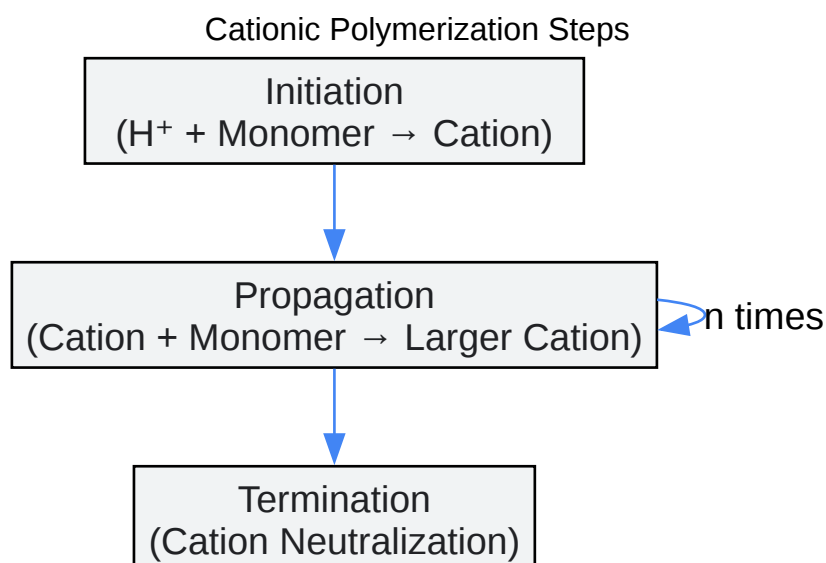 Cationic Polymerization Steps
Initiation
(H⁺ + Monomer → Cation)
Propagation
(Cation + Monomer → Larger Cation)
n times
Termination
(Cation Neutralization)